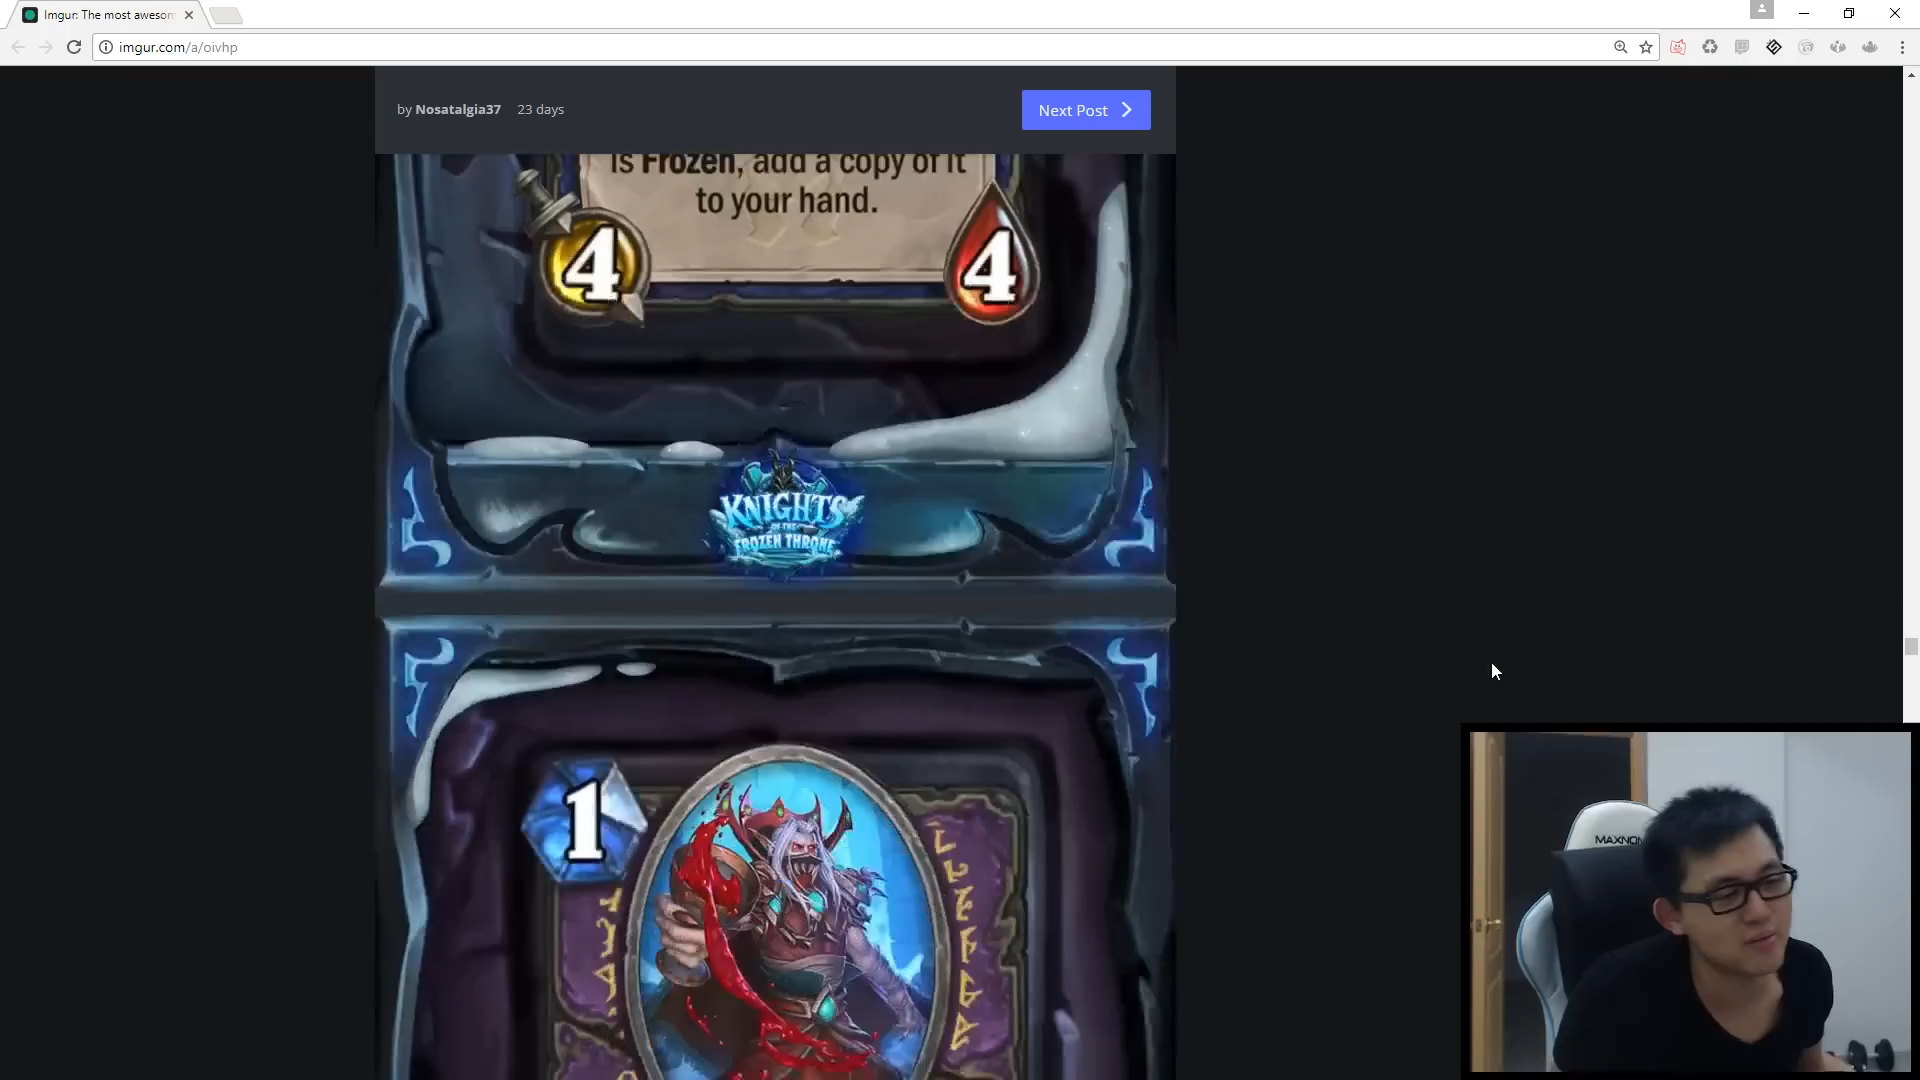 Imgur: The most awesom
imgur.com/a/oivhp
by Nosatalgia37 23 days
Next Post
is Frozen, add a copy of it
to your hand.
4
4
KNIGHTS
OF THE
FROZEN THRONE
1
MAXNOM